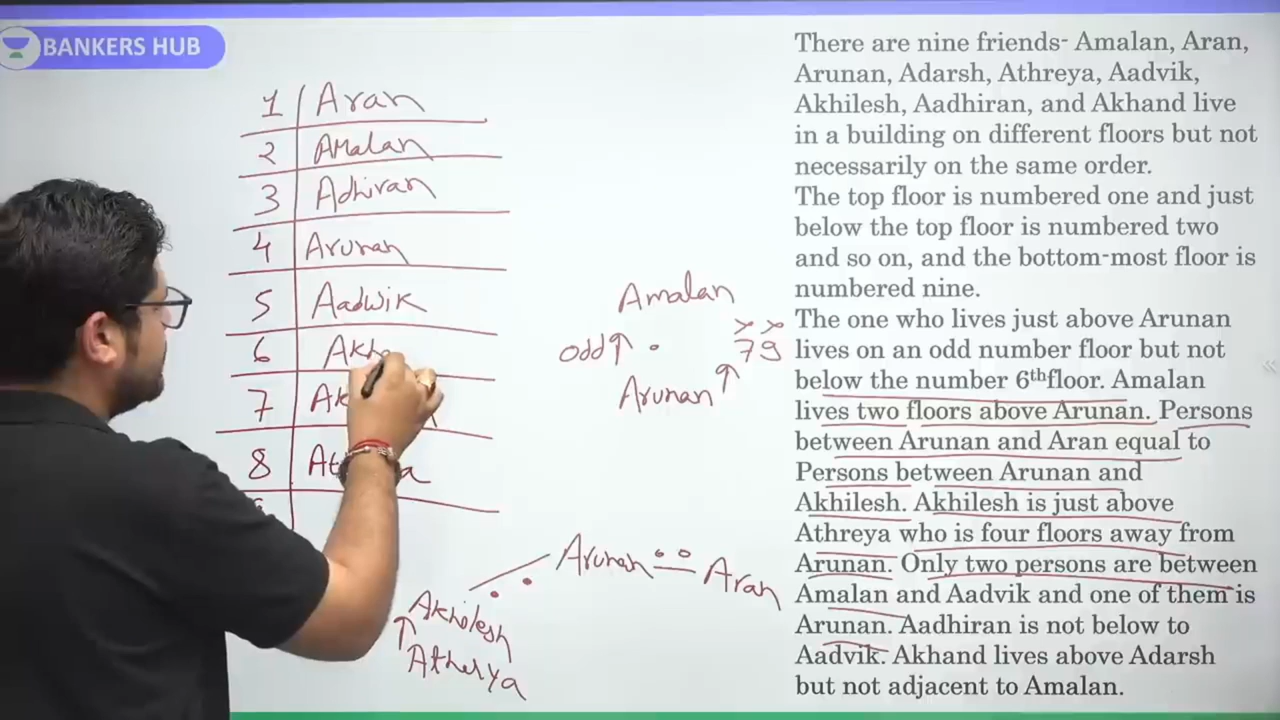 BANKERS HUB
1 Aran
2 Amalan
3 Adhiran
4 Arunan
5 Aadwik
6
7
8
Amalan
odd↑ . 7 9
Arunan ↑
Arunan Aran
Akhilesh
↑ Atherya
There are nine friends- Amalan, Aran,
Arunan, Adarsh, Athreya, Aadvik,
Akhilesh, Aadhiran, and Akhand live
in a building on different floors but not
necessarily on the same order.
The top floor is numbered one and just
below the top floor is numbered two
and so on, and the bottom-most floor is
numbered nine.
The one who lives just above Arunan
lives on an odd number floor but not
below the number 6thfloor. Amalan
lives two floors above Arunan. Persons
between Arunan and Aran equal to
Persons between Arunan and
Akhilesh. Akhilesh is just above
Athreya who is four floors away from
Arunan. Only two persons are between
Amalan and Aadvik and one of them is
Arunan. Aadhiran is not below to
Aadvik. Akhand lives above Adarsh
but not adjacent to Amalan.